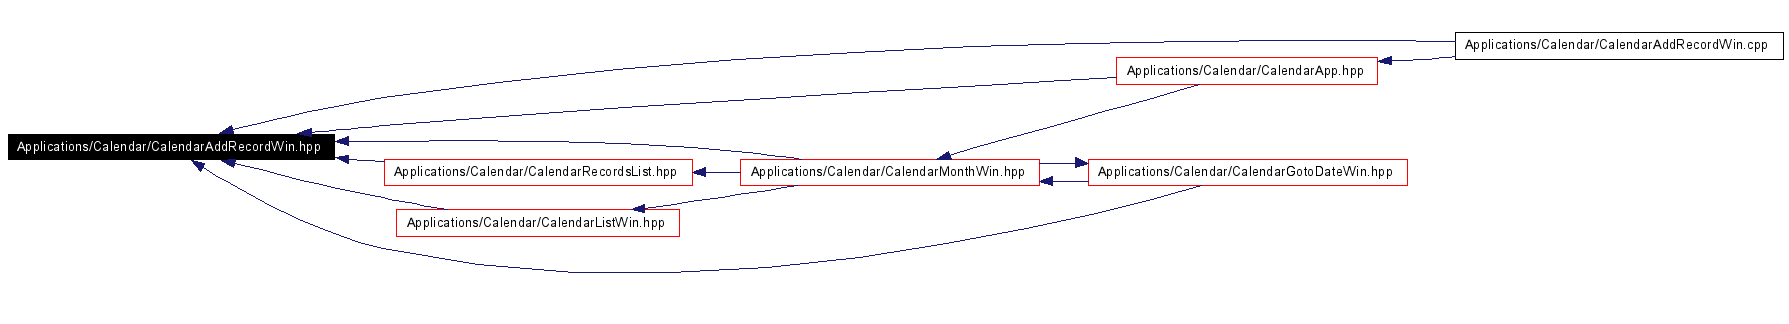 Applications/Calendar/CalendarAddRecordWin.cpp
Applications/Calendar/CalendarApp.hpp
Applications/Calendar/CalendarAddRecordWin.hpp
Applications/Calendar/CalendarRecordsList.hpp
Applications/Calendar/CalendarMonthWin.hpp
Applications/Calendar/CalendarGotoDateWin.hpp
Applications/Calendar/CalendarListWin.hpp